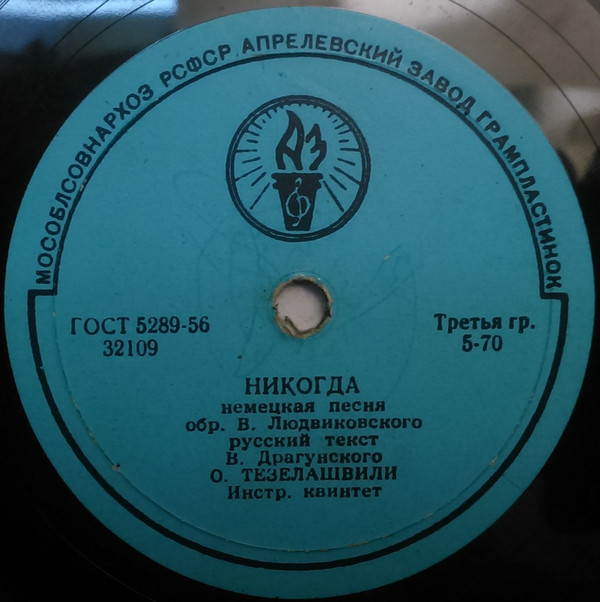 МОСОБЛСОВНАРХОЗ РСФСР АПРЕЛЕВСКИЙ ЗАВОД ГРАМПЛАСТИНОК
АЗ
ГОСТ 5289-56
32109
Третья гр.
5-70
НИКОГДА
немецкая песня
обр. В. Людвиковского
русский текст
В. Драгунского
О. ТЕЗЕЛАШВИЛИ
Инстр. квинтет